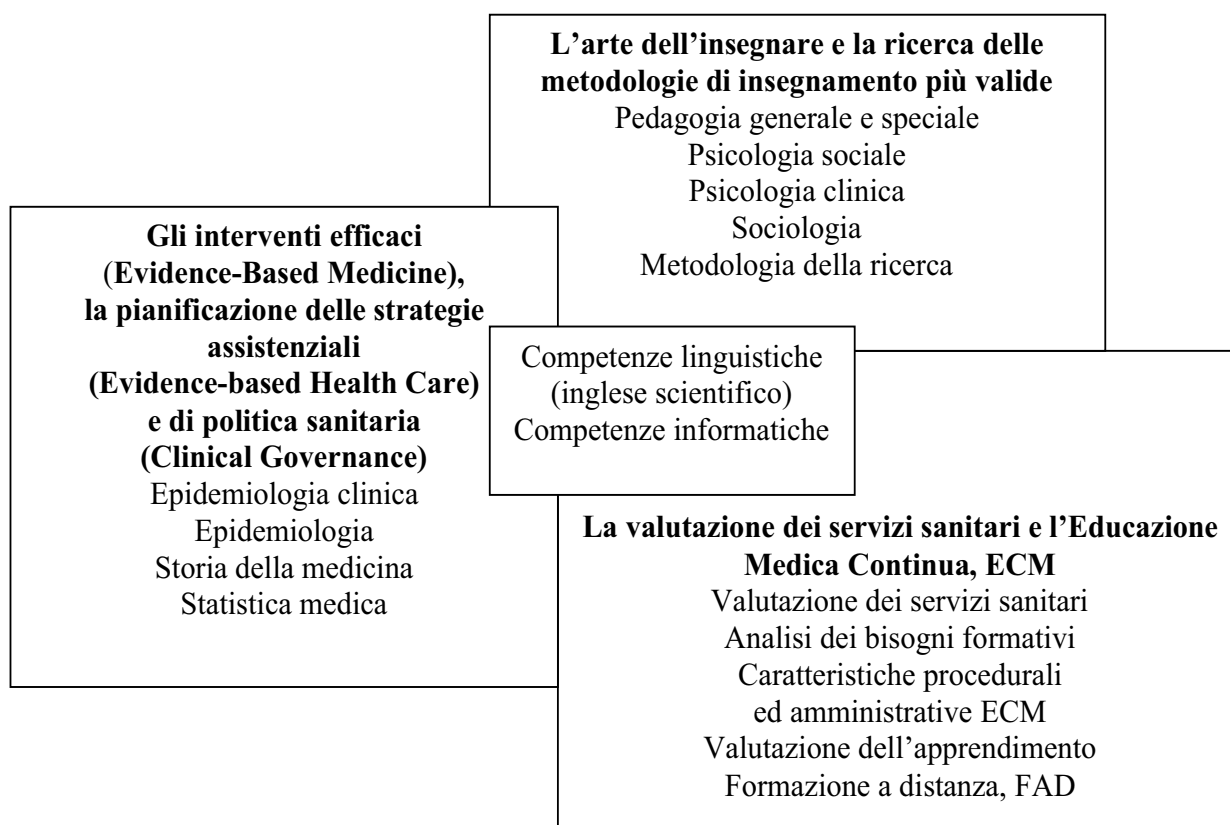 L'arte dell'insegnare e la ricerca delle
metodologie di insegnamento più valide
Pedagogia generale e speciale
Psicologia sociale
Psicologia clinica
Sociologia
Metodologia della ricerca
Gli interventi efficaci
(Evidence-Based Medicine),
la pianificazione delle strategie
assistenziali
(Evidence-based Health Care)
e di politica sanitaria
(Clinical Governance)
Epidemiologia clinica
Epidemiologia
Storia della medicina
Statistica medica
Competenze linguistiche
(inglese scientifico)
Competenze informatiche
La valutazione dei servizi sanitari e l'Educazione
Medica Continua, ECM
Valutazione dei servizi sanitari
Analisi dei bisogni formativi
Caratteristiche procedurali
ed amministrative ECM
Valutazione dell'apprendimento
Formazione a distanza, FAD